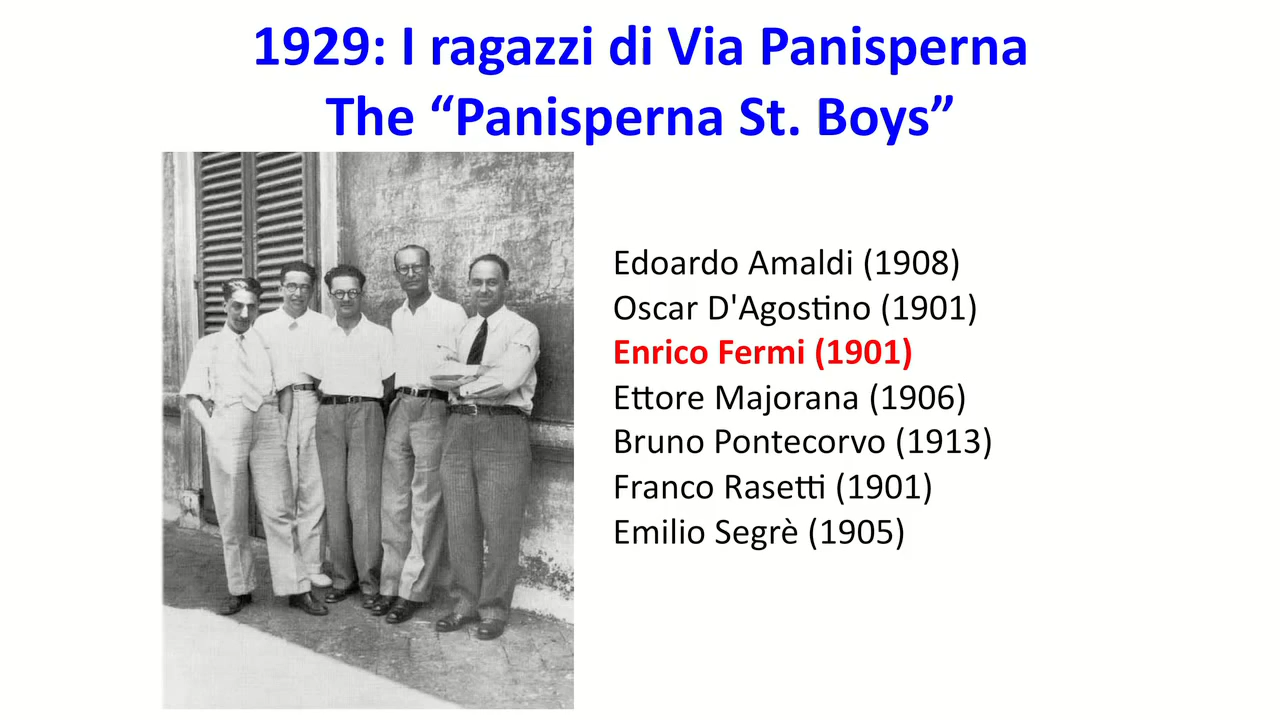 1929: I ragazzi di Via Panisperna
The “Panisperna St. Boys”
Edoardo Amaldi (1908)
Oscar D'Agostino (1901)
Enrico Fermi (1901)
Ettore Majorana (1906)
Bruno Pontecorvo (1913)
Franco Rasetti (1901)
Emilio Segrè (1905)